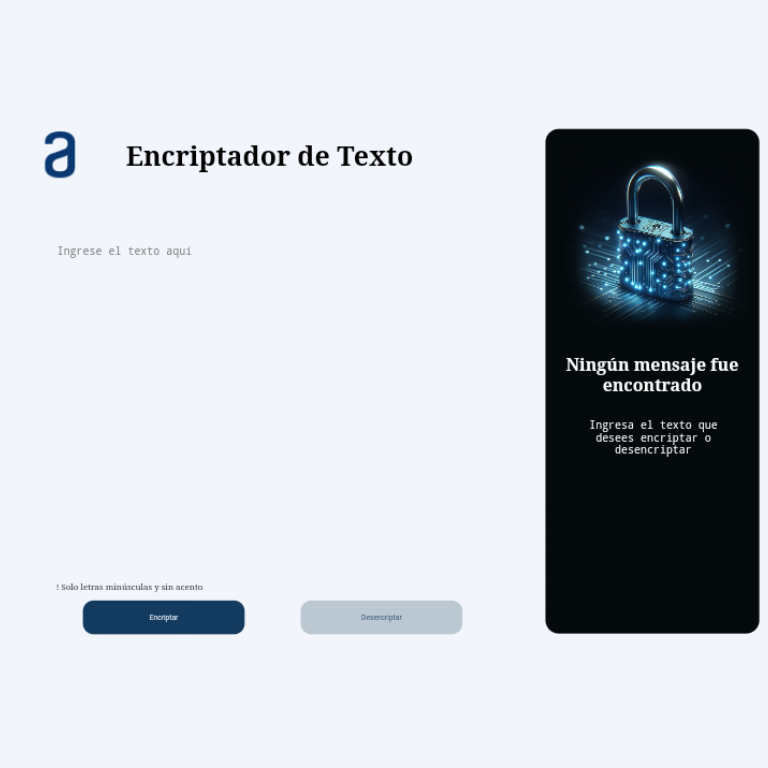 a
Encriptador de Texto
Ingrese el texto aquí
! Solo letras minúsculas y sin acento
Encriptar
Desencriptar
Ningún mensaje fue
encontrado
Ingresa el texto que
desees encriptar o
desencriptar